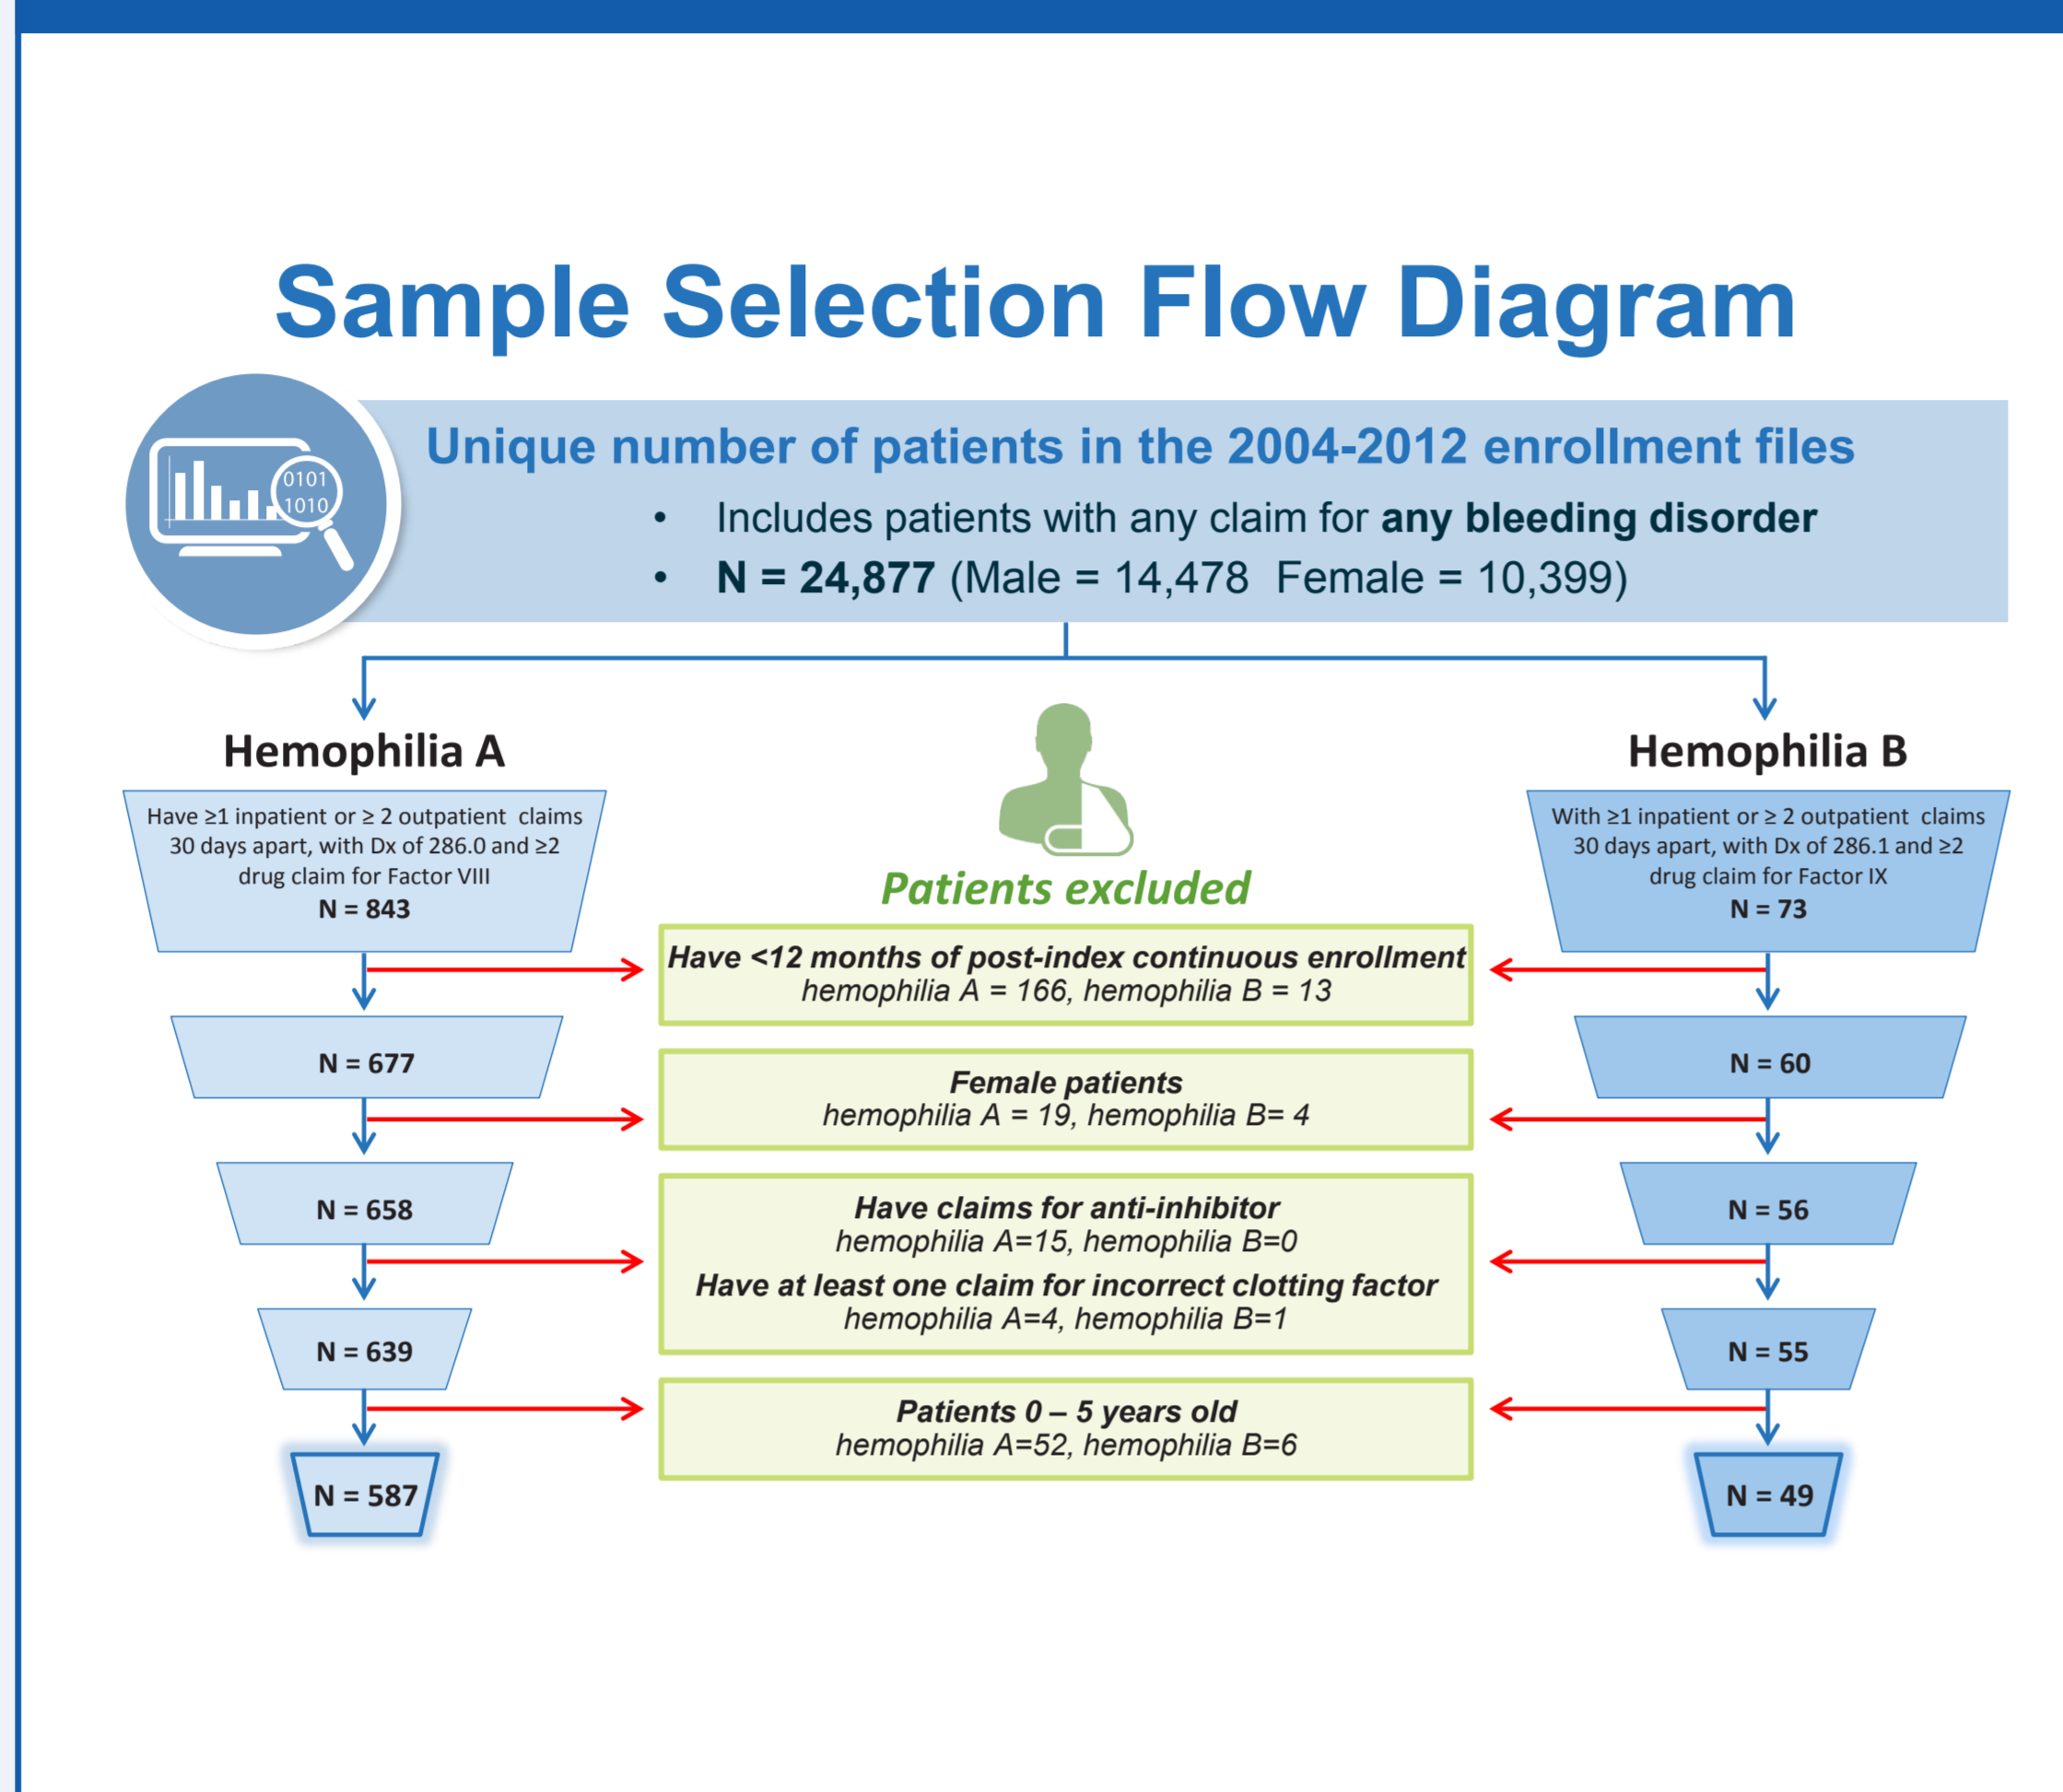 Sample Selection Flow Diagram
0101
1010
Unique number of patients in the 2004-2012 enrollment files
• Includes patients with any claim for any bleeding disorder
• N = 24,877 (Male = 14,478 Female = 10,399)
Hemophilia A
Have ≥1 inpatient or ≥ 2 outpatient claims
30 days apart, with Dx of 286.0 and ≥2
drug claim for Factor VIII
N = 843
N = 677
N = 658
N = 639
N = 587
Patients excluded
Have <12 months of post-index continuous enrollment
hemophilia A = 166, hemophilia B = 13
Female patients
hemophilia A = 19, hemophilia B= 4
Have claims for anti-inhibitor
hemophilia A=15, hemophilia B=0
Have at least one claim for incorrect clotting factor
hemophilia A=4, hemophilia B=1
Patients 0 – 5 years old
hemophilia A=52, hemophilia B=6
Hemophilia B
With ≥1 inpatient or ≥ 2 outpatient claims
30 days apart, with Dx of 286.1 and ≥2
drug claim for Factor IX
N = 73
N = 60
N = 56
N = 55
N = 49